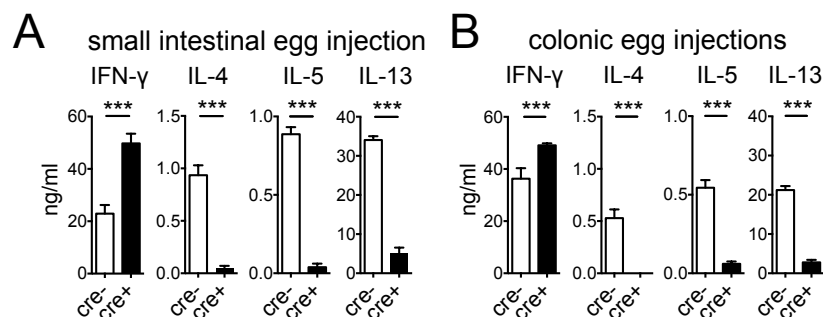 A small intestinal egg injection
IFN-γ IL-4 IL-5 IL-13
*** *** *** ***
ng/ml
60 40 20 0
1.5 1.0 0.5 0.0
1.0 0.5 0.0
40 30 20 10 0
cre- cre+ cre- cre+ cre- cre+ cre- cre+
B colonic egg injections
IFN-γ IL-4 IL-5 IL-13
*** *** *** ***
ng/ml
60 40 20 0
1.5 1.0 0.5 0.0
1.0 0.5 0.0
40 30 20 10 0
cre- cre+ cre- cre+ cre- cre+ cre- cre+